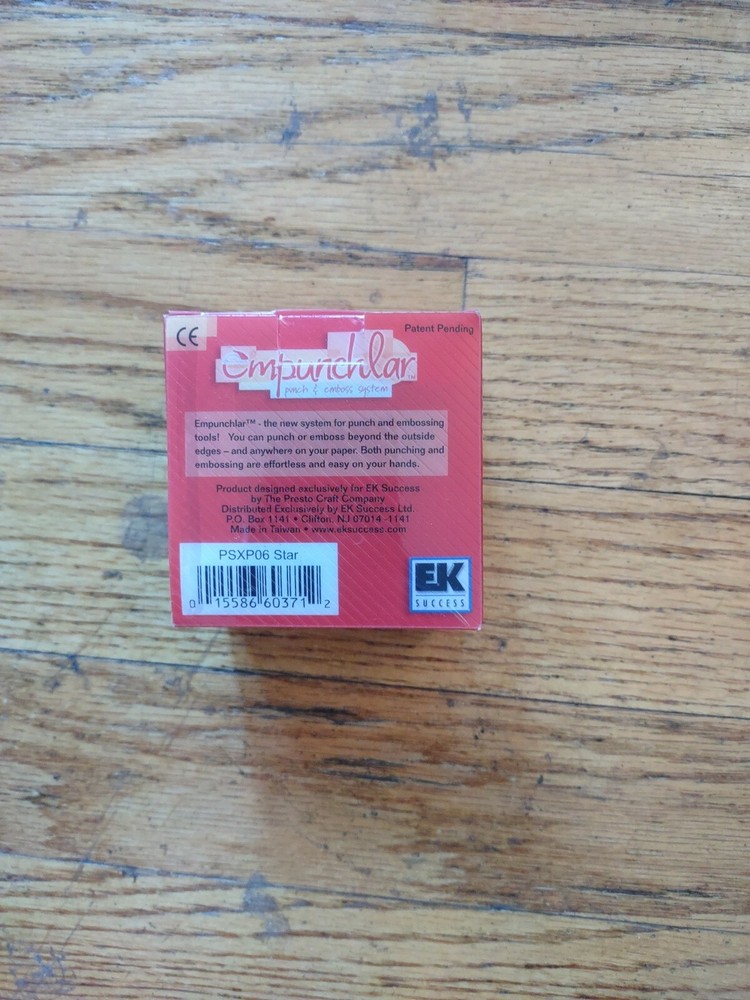 CE
Patent Pending
Empunchlar™
punch & emboss system
Empunchlar™ - the new system for punch and embossing
tools! You can punch or emboss beyond the outside
edges – and anywhere on your paper. Both punching and
embossing are effortless and easy on your hands.
Product designed exclusively for EK Success
by The Presto Craft Company
Distributed Exclusively by EK Success Ltd.
P.O. Box 1141 • Clifton, NJ 07014 -1141
Made in Taiwan • www.eksuccess.com
PSXP06 Star
0 15586 60371 2
EK
SUCCESS